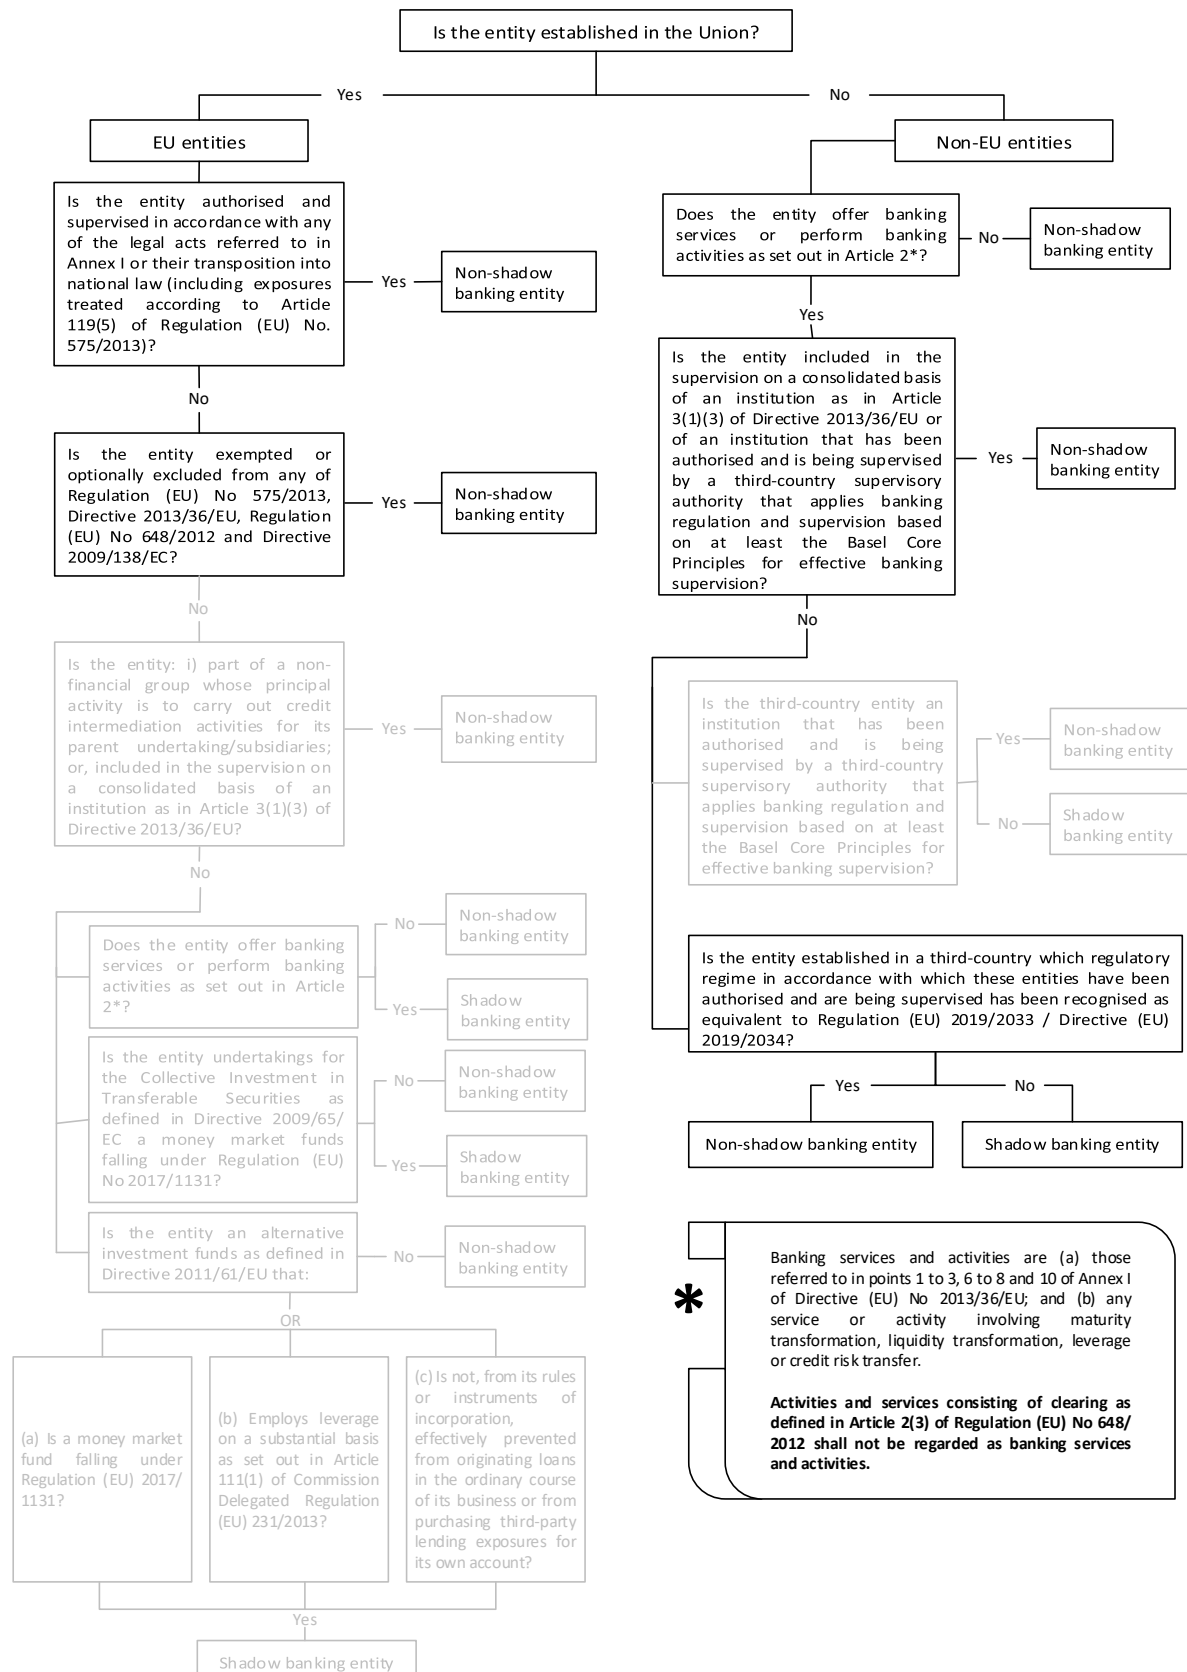 Is the entity established in the Union?
Yes
No
EU entities
Non-EU entities
Is the entity authorised and
supervised in accordance with any
of the legal acts referred to in
Annex I or their transposition into
national law (including exposures
treated according to Article
119(5) of Regulation (EU) No.
575/2013)?
Yes
Non-shadow
banking entity
No
Is the entity exempted or
optionally excluded from any of
Regulation (EU) No 575/2013,
Directive 2013/36/EU, Regulation
(EU) No 648/2012 and Directive
2009/138/EC?
Yes
Non-shadow
banking entity
No
Is the entity: i) part of a non-
financial group whose principal
activity is to carry out credit
intermediation activities for its
parent undertaking/subsidiaries;
or, included in the supervision on
a consolidated basis of an
institution as in Article 3(1)(3) of
Directive 2013/36/EU?
Yes
Non-shadow
banking entity
No
Does the entity offer banking
services or perform banking
activities as set out in Article
2*?
No
Non-shadow
banking entity
Yes
Shadow
banking entity
Is the entity undertakings for
the Collective Investment in
Transferable Securities as
defined in Directive 2009/65/
EC a money market funds
falling under Regulation (EU)
No 2017/1131?
No
Non-shadow
banking entity
Yes
Shadow
banking entity
Is the entity an alternative
investment funds as defined in
Directive 2011/61/EU that:
No
Non-shadow
banking entity
OR
(a) Is a money market
fund falling under
Regulation (EU) 2017/
1131?
(b) Employs leverage
on a substantial basis
as set out in Article
111(1) of Commission
Delegated Regulation
(EU) 231/2013?
(c) Is not, from its rules
or instruments of
incorporation,
effectively prevented
from originating loans
in the ordinary course
of its business or from
purchasing third-party
lending exposures for
its own account?
Yes
Shadow banking entity
Does the entity offer banking
services or perform banking
activities as set out in Article 2*?
No
Non-shadow
banking entity
Yes
Is the entity included in the
supervision on a consolidated basis
of an institution as in Article
3(1)(3) of Directive 2013/36/EU or
of an institution that has been
authorised and is being supervised
by a third-country supervisory
authority that applies banking
regulation and supervision based
on at least the Basel Core
Principles for effective banking
supervision?
Yes
Non-shadow
banking entity
No
Is the third-country entity an
institution that has been
authorised and is being
supervised by a third-country
supervisory authority that
applies banking regulation and
supervision based on at least
the Basel Core Principles for
effective banking supervision?
Yes
Non-shadow
banking entity
No
Shadow
banking entity
Is the entity established in a third-country which regulatory
regime in accordance with which these entities have been
authorised and are being supervised has been recognised as
equivalent to Regulation (EU) 2019/2033 / Directive (EU)
2019/2034?
Yes
No
Non-shadow banking entity
Shadow banking entity
*
Banking services and activities are (a) those
referred to in points 1 to 3, 6 to 8 and 10 of Annex I
of Directive (EU) No 2013/36/EU; and (b) any
service or activity involving maturity
transformation, liquidity transformation, leverage
or credit risk transfer.
Activities and services consisting of clearing as
defined in Article 2(3) of Regulation (EU) No 648/
2012 shall not be regarded as banking services
and activities.